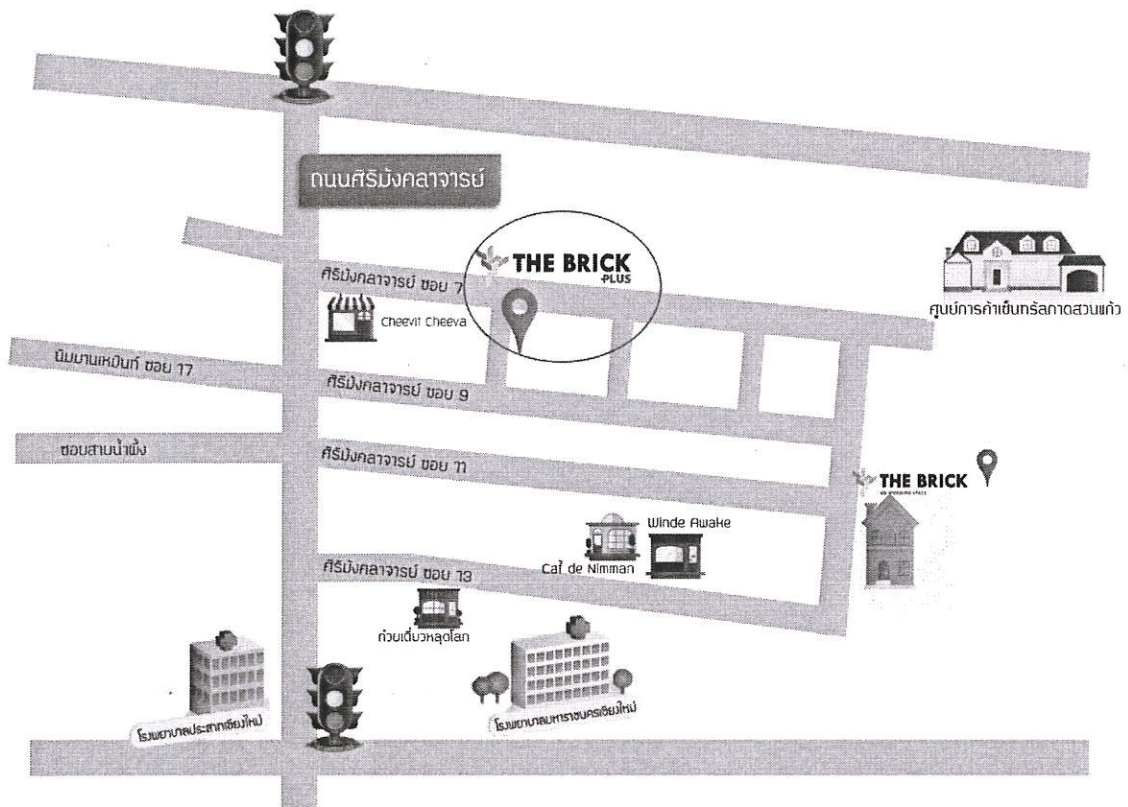 ถนนศิริมังคลาจารย์
THE BRICK
PLUS
ศิริมังคลาจารย์ ซอย 7
Cheevit Cheeva
ศูนย์การค้าเซ็นทรัลกาดสวนแก้ว
นิมมานเหมินท์ ซอย 17
ศิริมังคลาจารย์ ซอย 9
ซอยสายน้ำผึ้ง
ศิริมังคลาจารย์ ซอย 11
THE BRICK
Winde Awake
Caf de Nimman
ศิริมังคลาจารย์ ซอย 13
ก๋วยเตี๋ยวหลุดโลก
โรงพยาบาลประสาทเชียงใหม่
โรงพยาบาลมหาราชนครเชียงใหม่